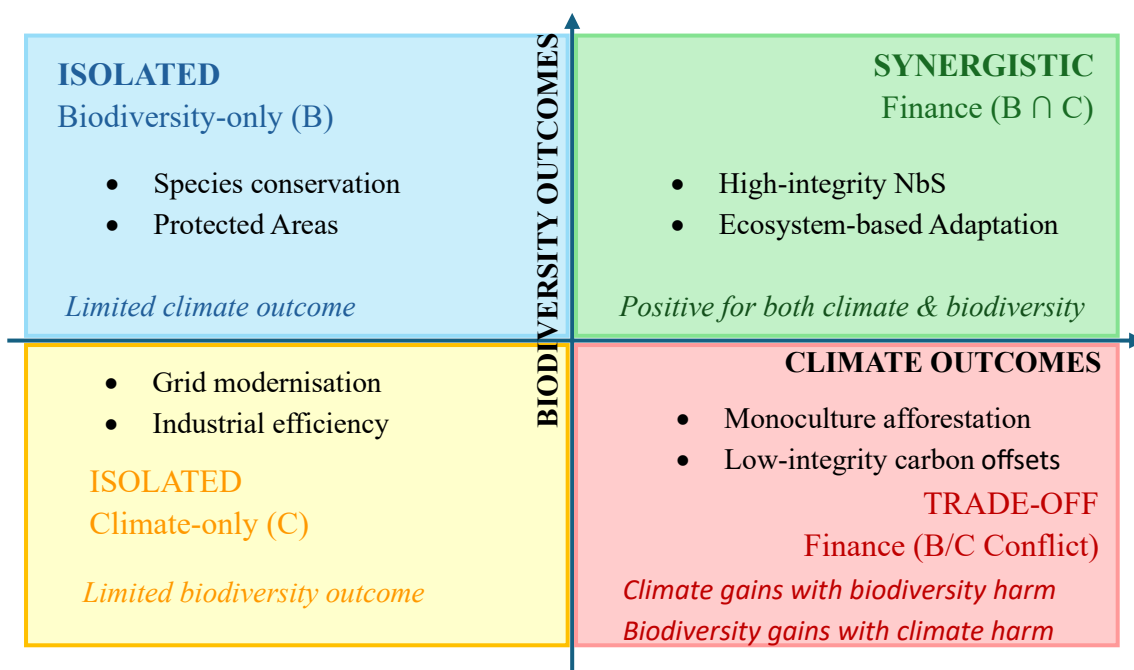 ISOLATED
Biodiversity-only (B)
• Species conservation
• Protected Areas
Limited climate outcome
BIODIVERSITY OUTCOMES
SYNERGISTIC
Finance (B ∩ C)
• High-integrity NbS
• Ecosystem-based Adaptation
Positive for both climate & biodiversity
• Grid modernisation
• Industrial efficiency
ISOLATED
Climate-only (C)
Limited biodiversity outcome
CLIMATE OUTCOMES
• Monoculture afforestation
• Low-integrity carbon offsets
TRADE-OFF
Finance (B/C Conflict)
Climate gains with biodiversity harm
Biodiversity gains with climate harm